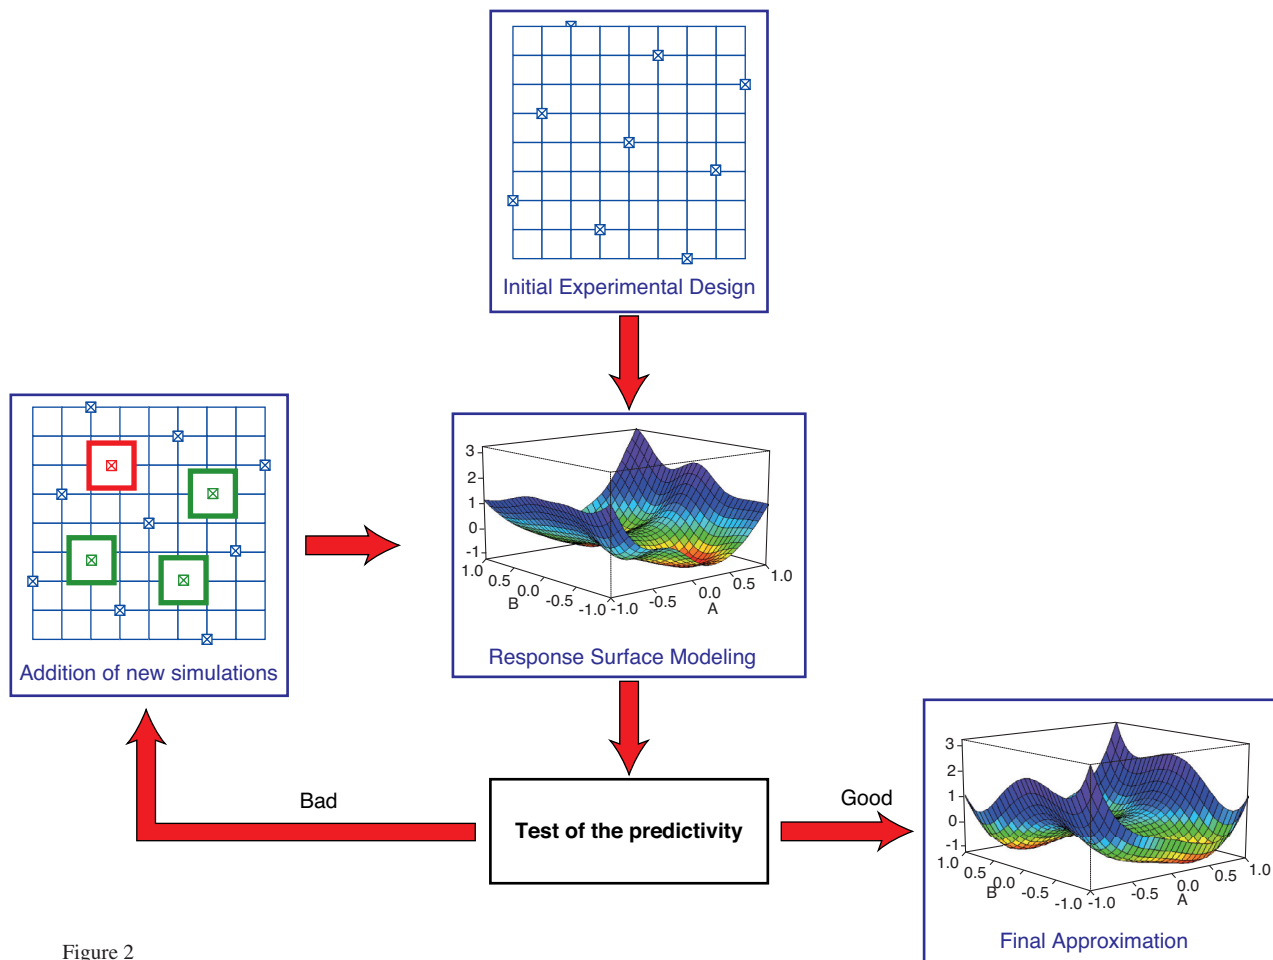 Initial Experimental Design
Addition of new simulations
3
2
1
0
-1
1.0
0.5
0.0
-0.5
-1.0
B
-1.0
-0.5
0.0
0.5
1.0
A
Response Surface Modeling
Bad
Test of the predictivity
Good
3
2
1
0
-1
1.0
0.5
0.0
-0.5
-1.0
B
-1.0
-0.5
0.0
0.5
1.0
A
Final Approximation
Figure 2